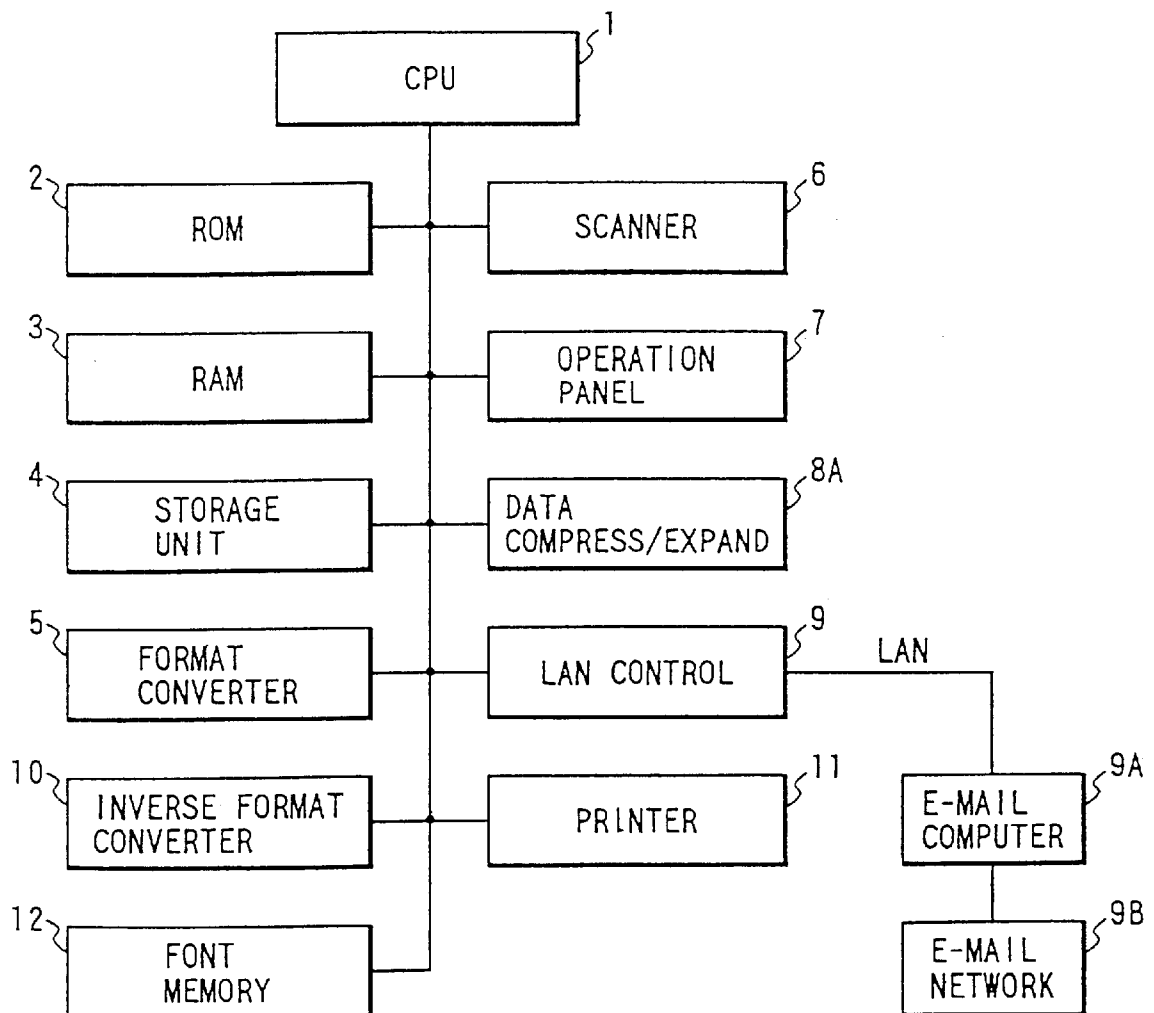 1
CPU
2
ROM
6
SCANNER
3
RAM
7
OPERATION
PANEL
4
STORAGE
UNIT
8A
DATA
COMPRESS/EXPAND
5
FORMAT
CONVERTER
9
LAN CONTROL
LAN
10
INVERSE FORMAT
CONVERTER
11
PRINTER
9A
E-MAIL
COMPUTER
12
FONT
MEMORY
9B
E-MAIL
NETWORK